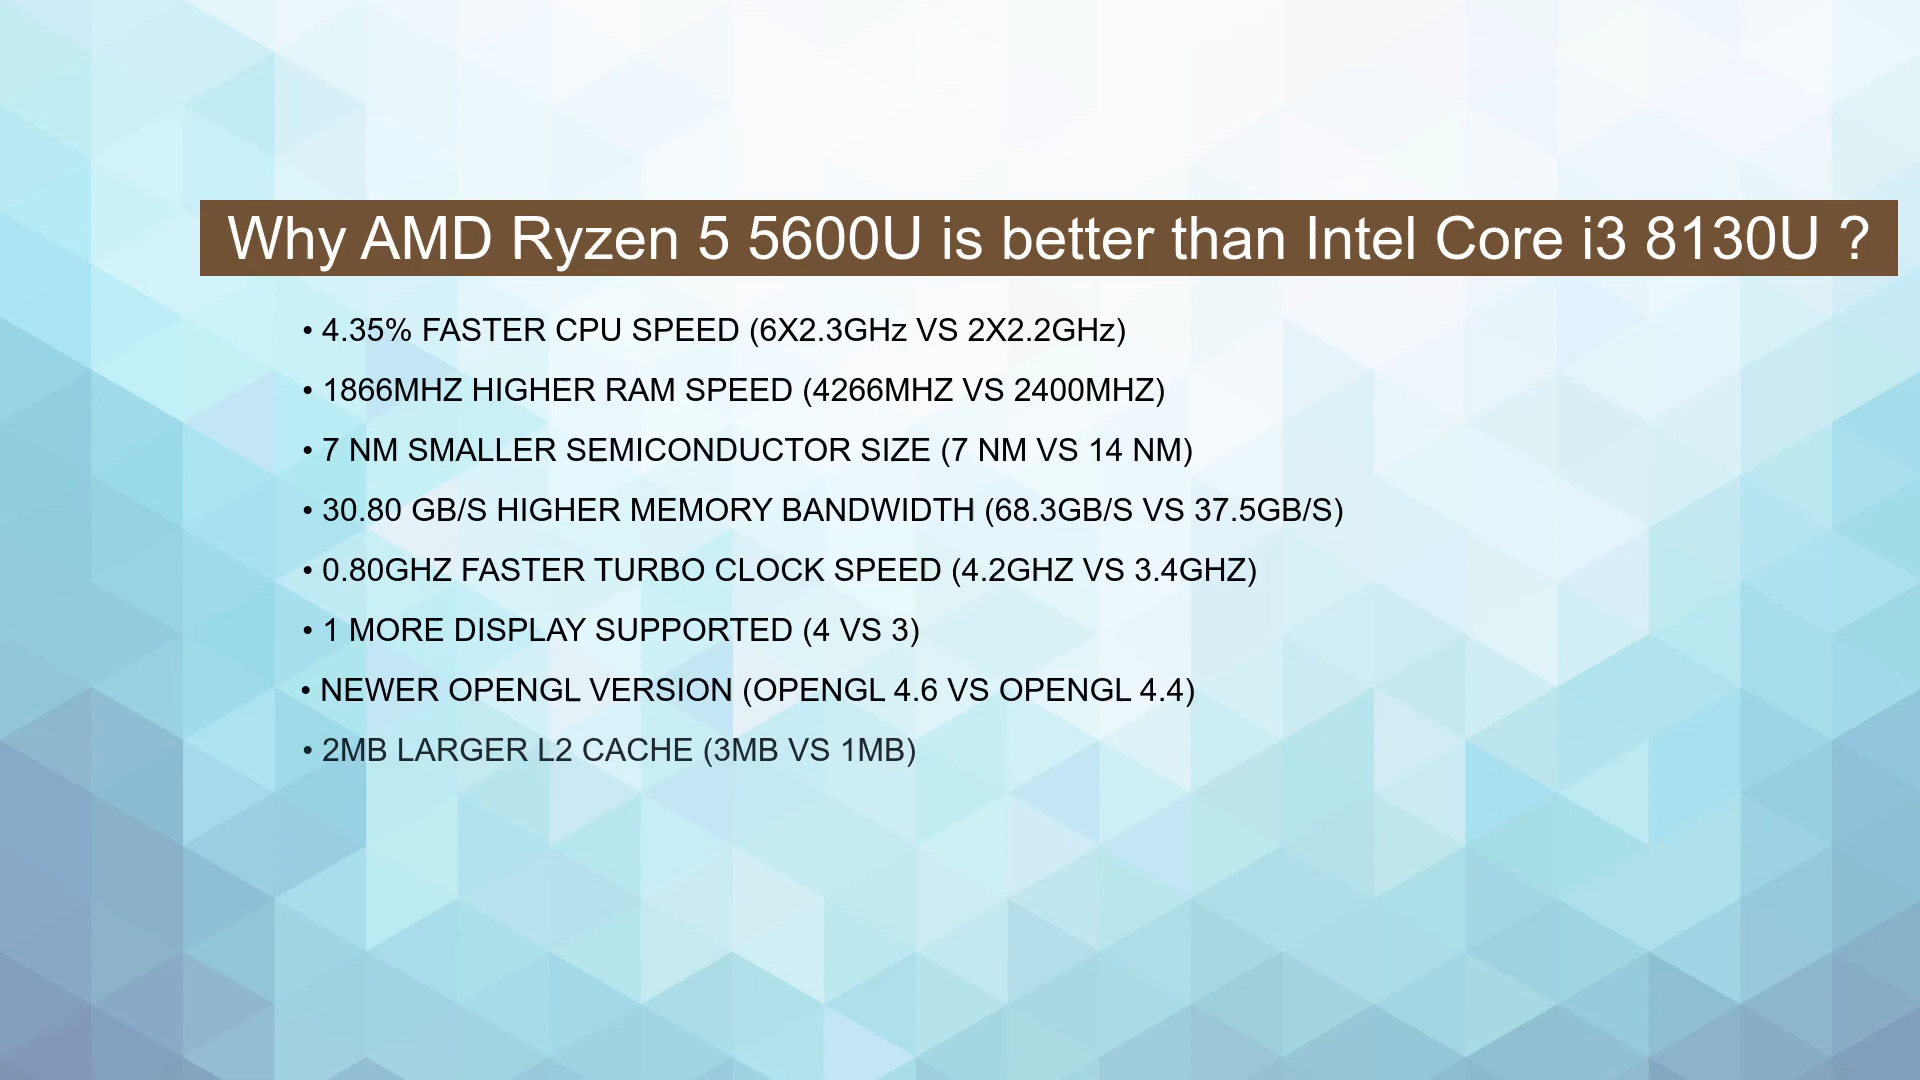 Why AMD Ryzen 5 5600U is better than Intel Core i3 8130U ?
• 4.35% FASTER CPU SPEED (6X2.3GHz VS 2X2.2GHz)
• 1866MHZ HIGHER RAM SPEED (4266MHZ VS 2400MHZ)
• 7 NM SMALLER SEMICONDUCTOR SIZE (7 NM VS 14 NM)
• 30.80 GB/S HIGHER MEMORY BANDWIDTH (68.3GB/S VS 37.5GB/S)
• 0.80GHZ FASTER TURBO CLOCK SPEED (4.2GHZ VS 3.4GHZ)
• 1 MORE DISPLAY SUPPORTED (4 VS 3)
• NEWER OPENGL VERSION (OPENGL 4.6 VS OPENGL 4.4)
• 2MB LARGER L2 CACHE (3MB VS 1MB)